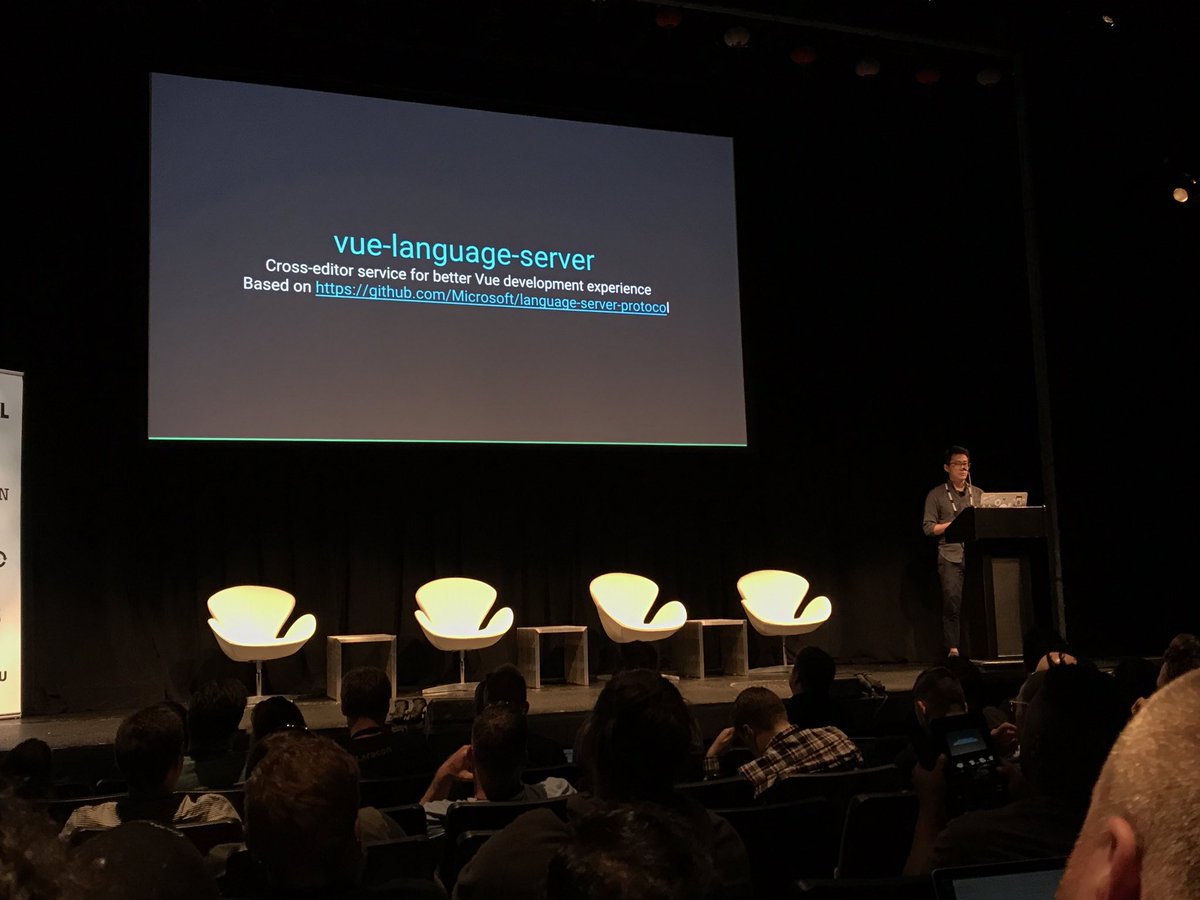 vue-language-server
Cross-editor service for better Vue development experience
Based on https://github.com/Microsoft/language-server-protocol